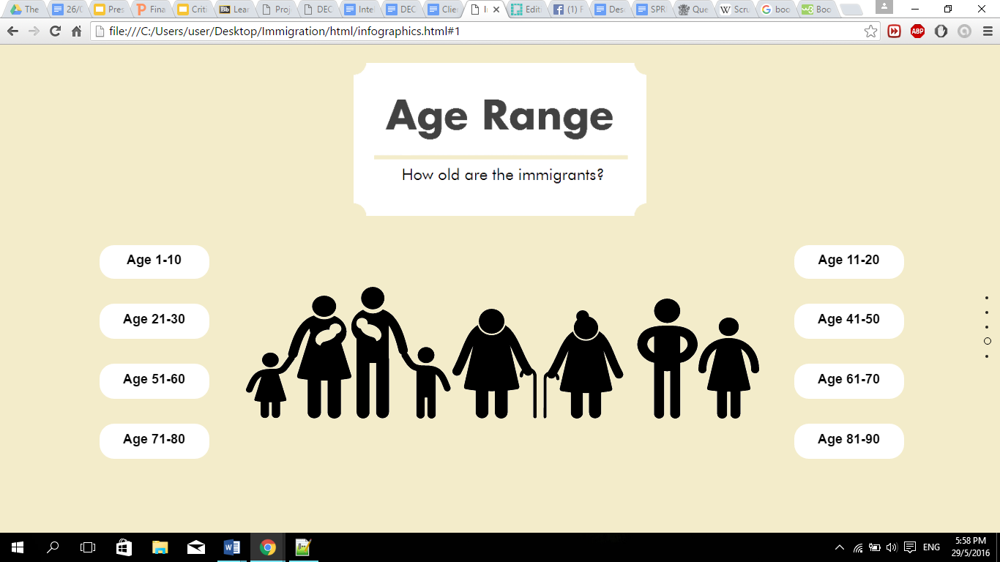 The
26/0
Pres
Fina
Criti
Bb
Lear
Proj
DEC
Inte
DEC
Clie
Edit
(1) F
Des
SPR
Que
W
Scru
boo
Boo
file:///C:/Users/user/Desktop/Immigration/html/infographics.html#1
ABP
Age Range
How old are the immigrants?
Age 1-10
Age 11-20
Age 21-30
Age 41-50
Age 51-60
Age 61-70
Age 71-80
Age 81-90
ENG
5:58 PM
29/5/2016